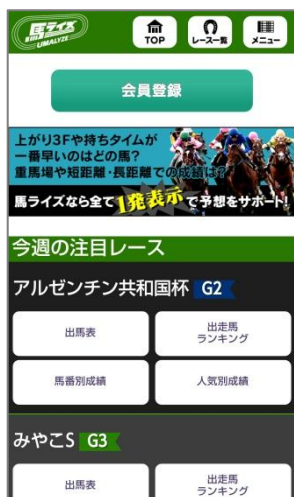 馬ライズ
UMALYZE
TOP
レース一覧
メニュー
会員登録
上がり3Fや持ちタイムが
一番早いのはどの馬?
重馬場や短距離・長距離での成績は?
馬ライズなら全て1発表示で予想をサポート!
今週の注目レース
アルゼンチン共和国杯 G2
出馬表
出走馬
ランキング
馬番別成績
人気別成績
みやこS G3
出馬表
出走馬
ランキング